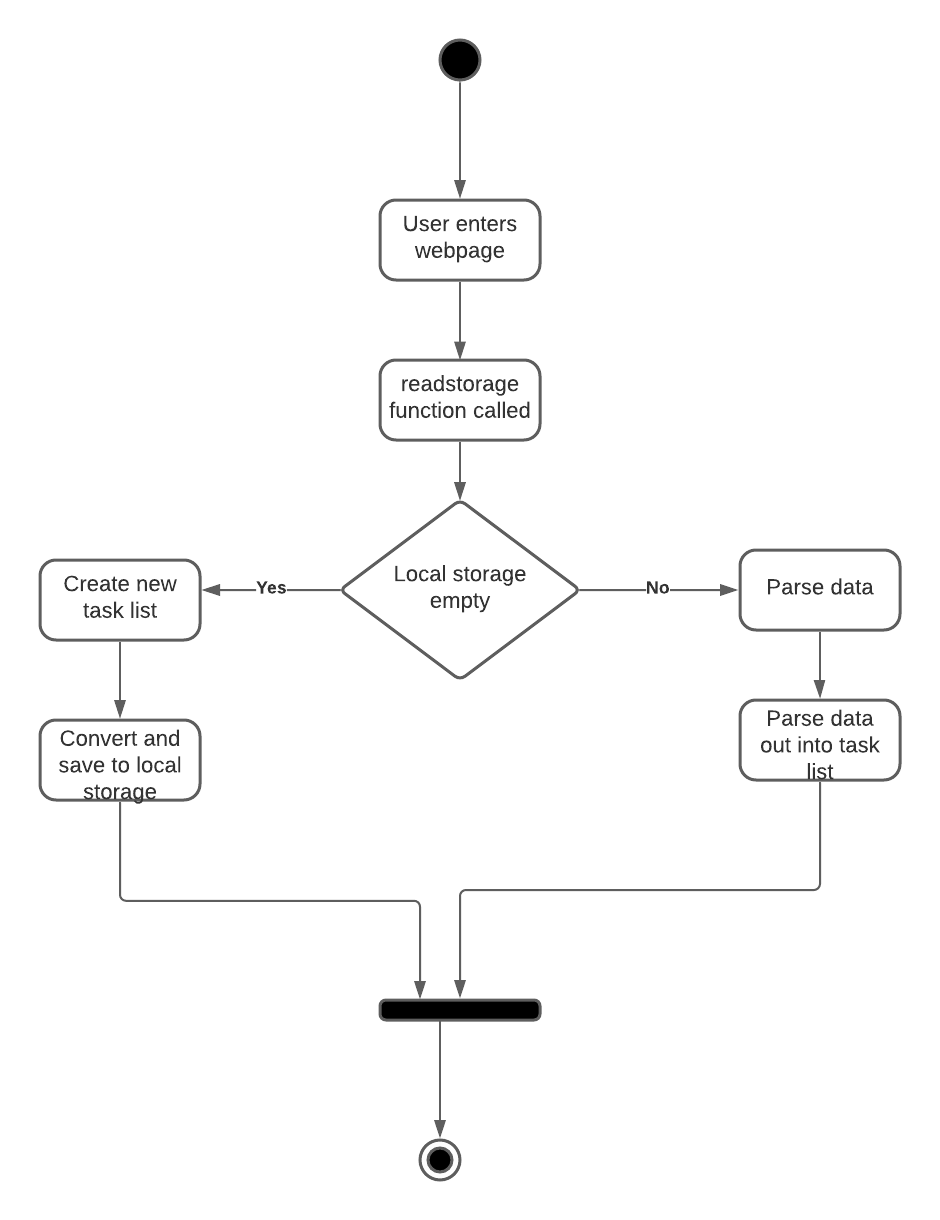 User enters
webpage
readstorage
function called
Local storage
empty
Yes
No
Create new
task list
Parse data
Convert and
save to local
storage
Parse data
out into task
list